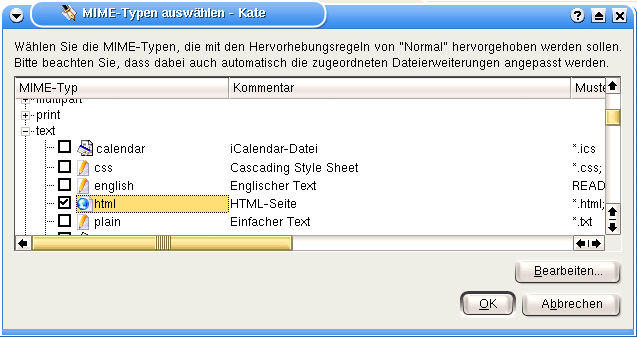 MIME-Typen auswählen - Kate
Wählen Sie die MIME-Typen, die mit den Hervorhebungsregeln von "Normal" hervorgehoben werden sollen.
Bitte beachten Sie, dass dabei auch automatisch die zugeordneten Dateierweiterungen angepasst werden.
MIME-Typ Kommentar Muste
multipart
print
text
calendar iCalendar-Datei *.ics
css Cascading Style Sheet *.css;
english Englischer Text READ
html HTML-Seite *.html;
plain Einfacher Text *.txt
Bearbeiten...
OK Abbrechen